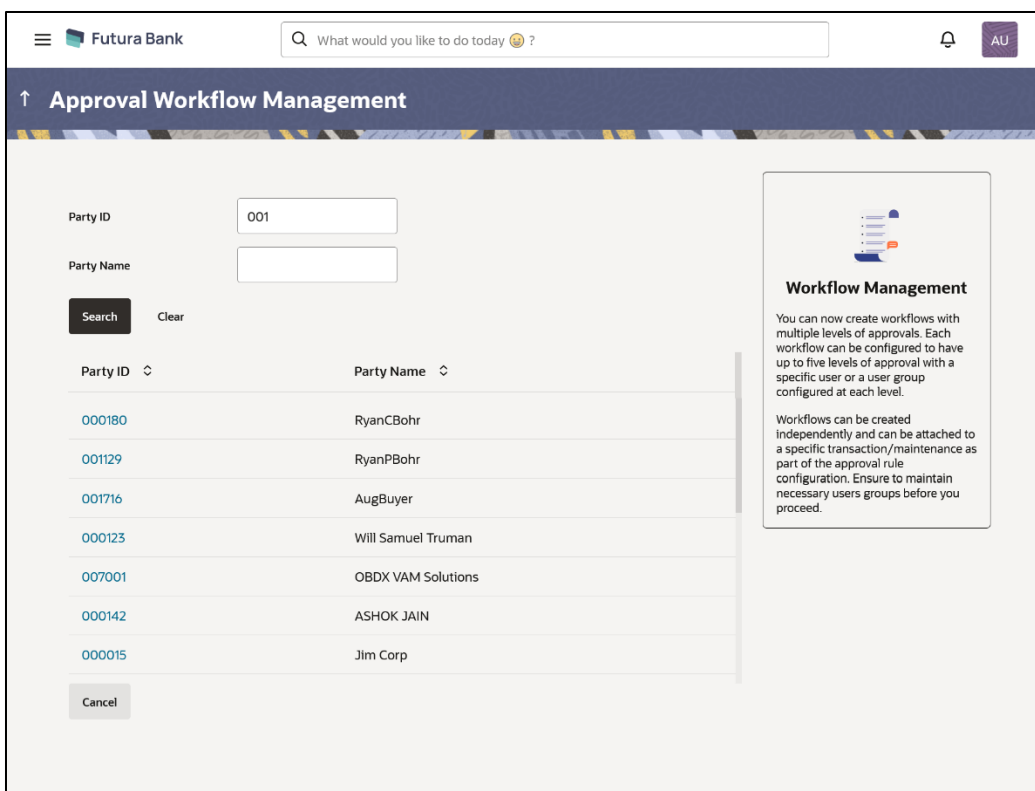 Futura Bank
What would you like to do today 😀 ?
AU
↑ Approval Workflow Management
Party ID
001
Party Name
Search Clear
Party ID Party Name
000180 RyanCBohr
001129 RyanPBohr
001716 AugBuyer
000123 Will Samuel Truman
007001 OBDX VAM Solutions
000142 ASHOK JAIN
000015 Jim Corp
Cancel
Workflow Management
You can now create workflows with
multiple levels of approvals. Each
workflow can be configured to have
up to five levels of approval with a
specific user or a user group
configured at each level.
Workflows can be created
independently and can be attached to
a specific transaction/maintenance as
part of the approval rule
configuration. Ensure to maintain
necessary users groups before you
proceed.